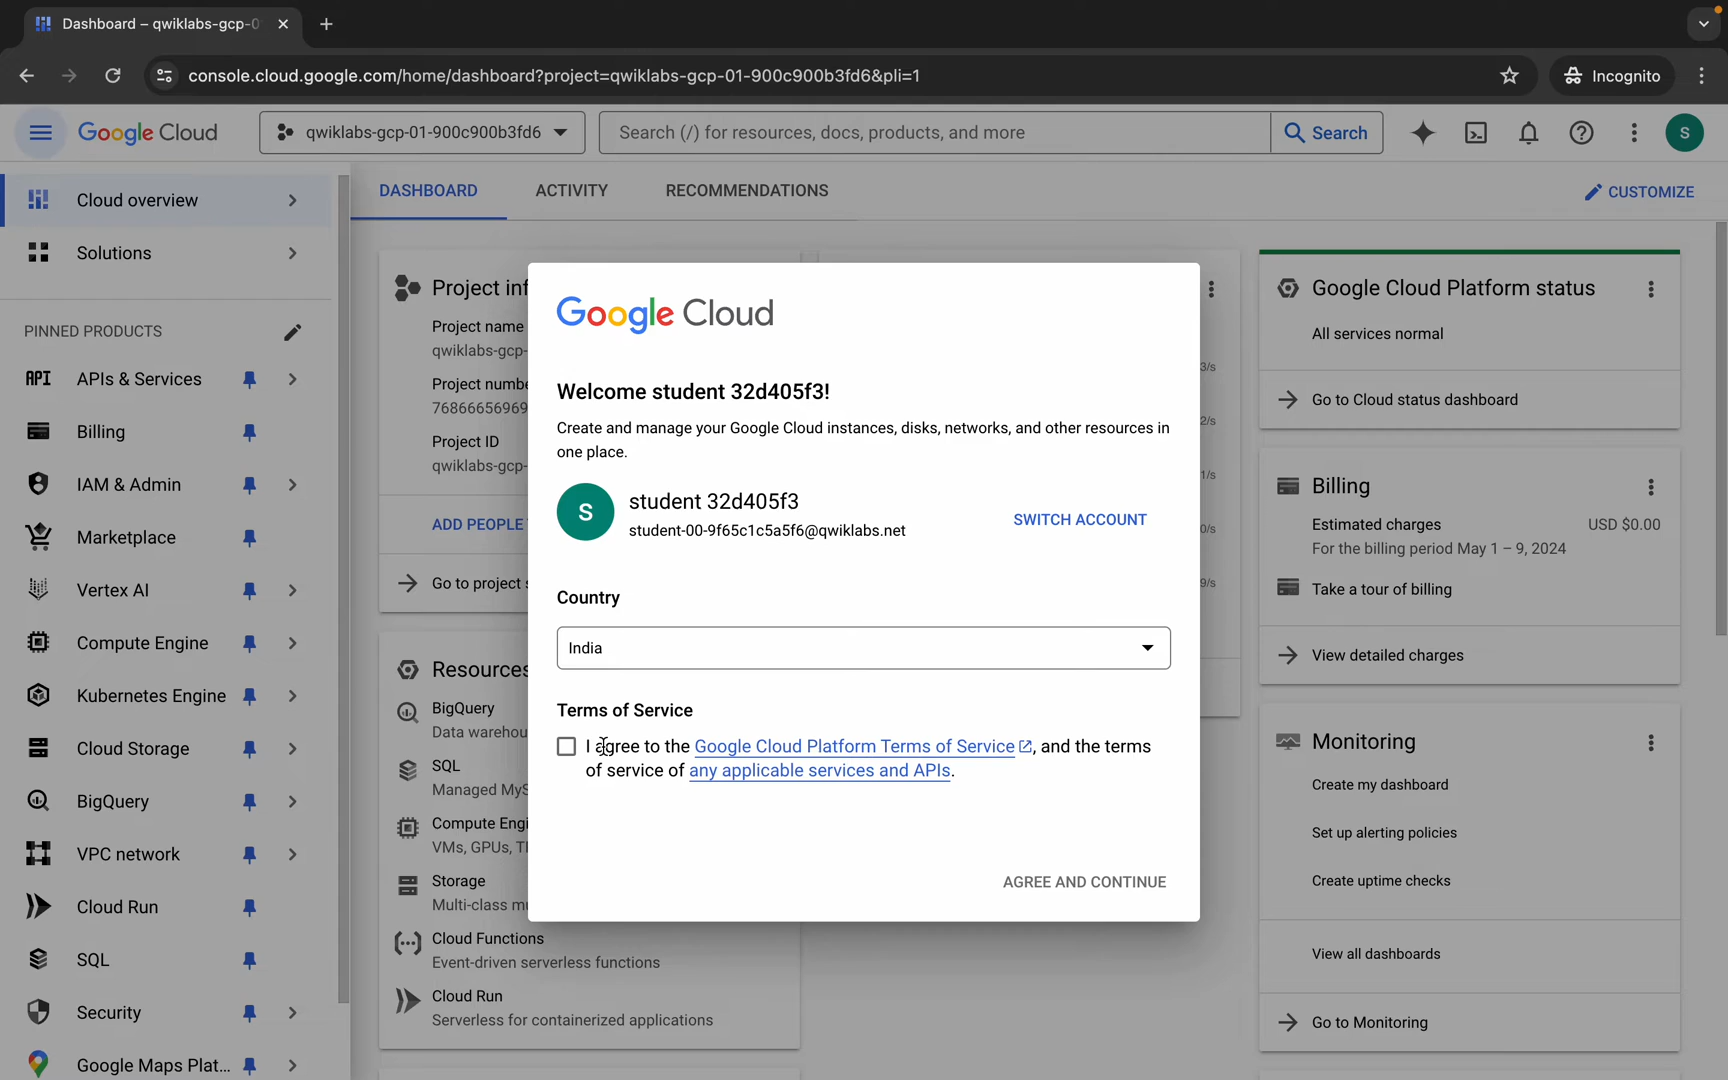 Dashboard – qwiklabs-gcp-0
console.cloud.google.com/home/dashboard?project=qwiklabs-gcp-01-900c900b3fd6&pli=1
Incognito
Google Cloud
qwiklabs-gcp-01-900c900b3fd6
Search (/) for resources, docs, products, and more
Search
S
Cloud overview
Solutions
PINNED PRODUCTS
API
APIs & Services
Billing
IAM & Admin
Marketplace
Vertex AI
Compute Engine
Kubernetes Engine
Cloud Storage
BigQuery
VPC network
Cloud Run
SQL
Security
Google Maps Plat...
DASHBOARD
ACTIVITY
RECOMMENDATIONS
CUSTOMIZE
Project inf
Project name
qwiklabs-gcp-
Project numbe
76866656969
Project ID
qwiklabs-gcp-
ADD PEOPLE
Go to project s
Resources
BigQuery
Data warehou
SQL
Managed MyS
Compute Engi
VMs, GPUs, T
Storage
Multi-class mu
Cloud Functions
Event-driven serverless functions
Cloud Run
Serverless for containerized applications
Google Cloud
Welcome student 32d405f3!
Create and manage your Google Cloud instances, disks, networks, and other resources in
one place.
S
student 32d405f3
student-00-9f65c1c5a5f6@qwiklabs.net
SWITCH ACCOUNT
Country
India
Terms of Service
I agree to the Google Cloud Platform Terms of Service, and the terms
of service of any applicable services and APIs.
AGREE AND CONTINUE
3/s
2/s
1/s
0/s
9/s
Google Cloud Platform status
All services normal
Go to Cloud status dashboard
Billing
Estimated charges
USD $0.00
For the billing period May 1 – 9, 2024
Take a tour of billing
View detailed charges
Monitoring
Create my dashboard
Set up alerting policies
Create uptime checks
View all dashboards
Go to Monitoring